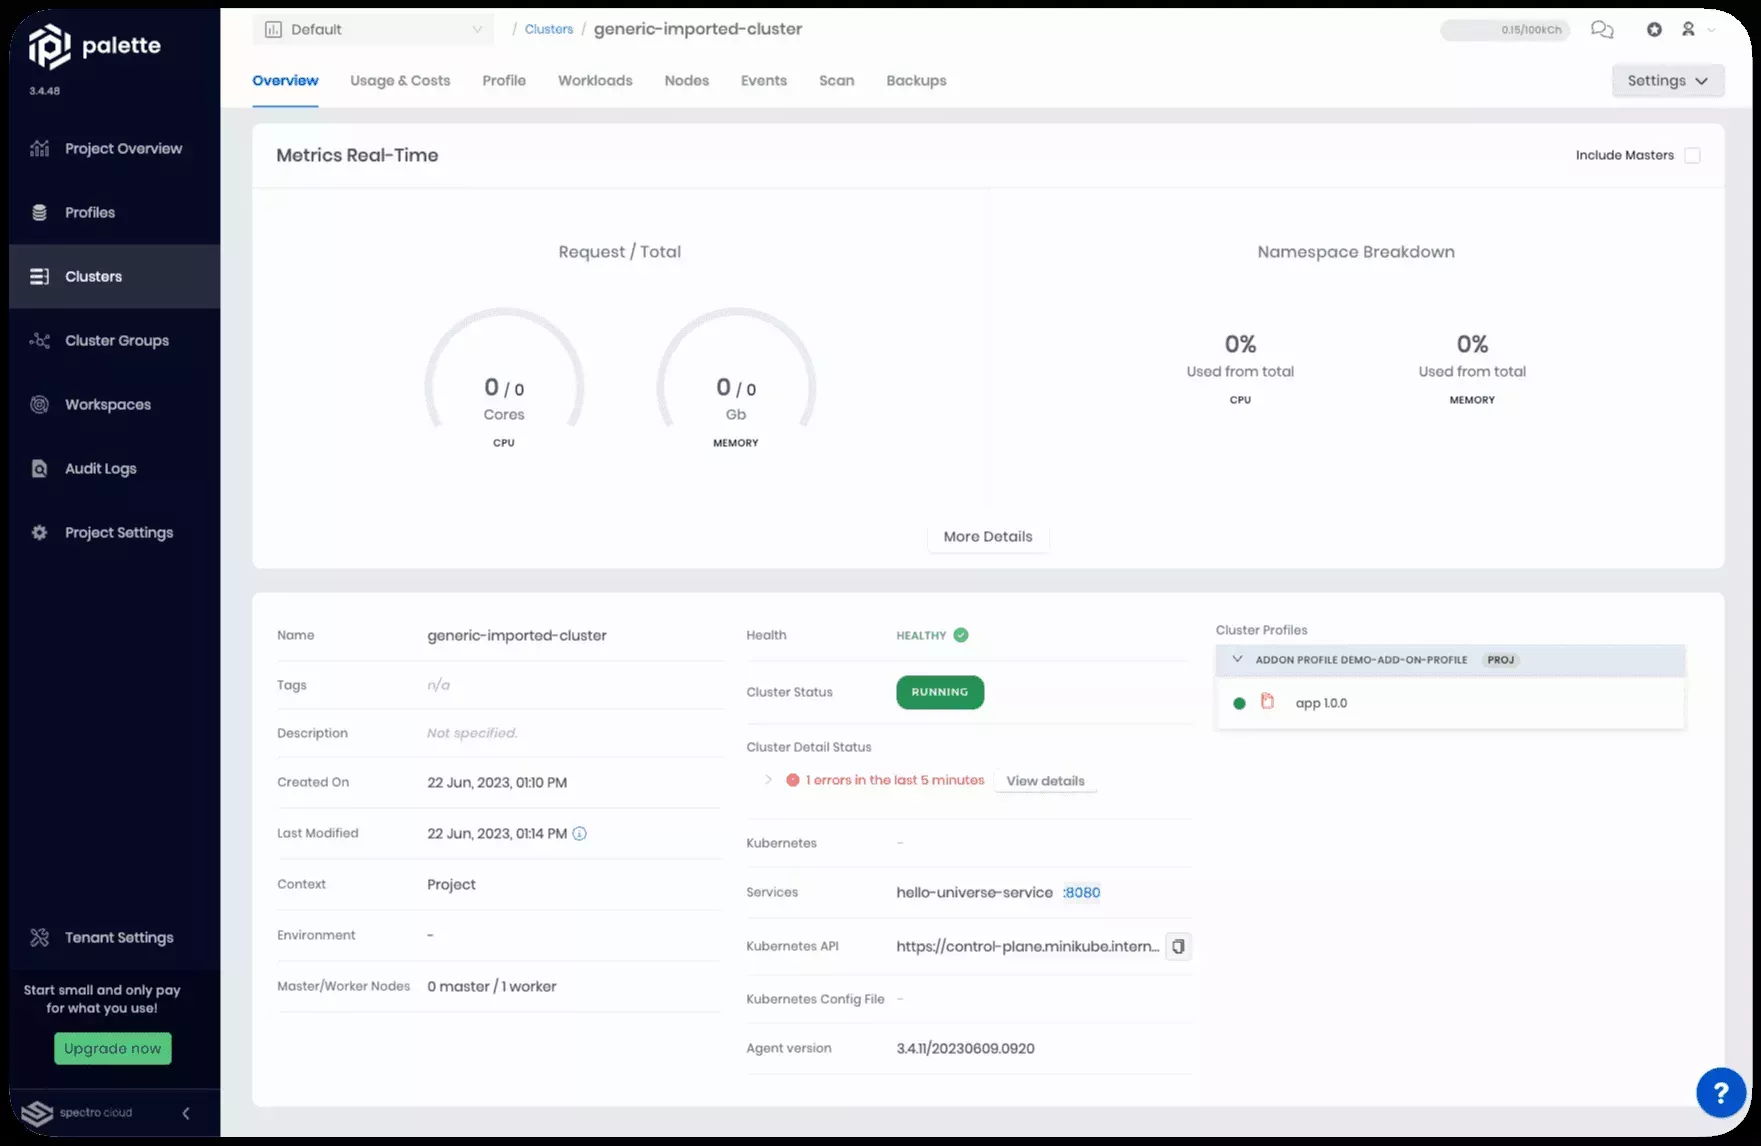 palette
3.4.48
Project Overview
Profiles
Clusters
Cluster Groups
Workspaces
Audit Logs
Project Settings
Tenant Settings
Start small and only pay
for what you use!
Upgrade now
spectro cloud
Default
/ Clusters / generic-imported-cluster
0.15/100kCh
Overview Usage & Costs Profile Workloads Nodes Events Scan Backups
Settings
Metrics Real-Time
Include Masters
Request / Total
0 / 0
Cores
CPU
0 / 0
Gb
MEMORY
Namespace Breakdown
0%
Used from total
CPU
0%
Used from total
MEMORY
More Details
Name generic-imported-cluster
Tags n/a
Description Not specified.
Created On 22 Jun, 2023, 01:10 PM
Last Modified 22 Jun, 2023, 01:14 PM
Context Project
Environment -
Master/Worker Nodes 0 master / 1 worker
Health HEALTHY
Cluster Status RUNNING
Cluster Detail Status
1 errors in the last 5 minutes View details
Kubernetes -
Services hello-universe-service :8080
Kubernetes API https://control-plane.minikube.intern...
Kubernetes Config File -
Agent version 3.4.11/20230609.0920
Cluster Profiles
ADDON PROFILE DEMO-ADD-ON-PROFILE PROJ
app 1.0.0
?